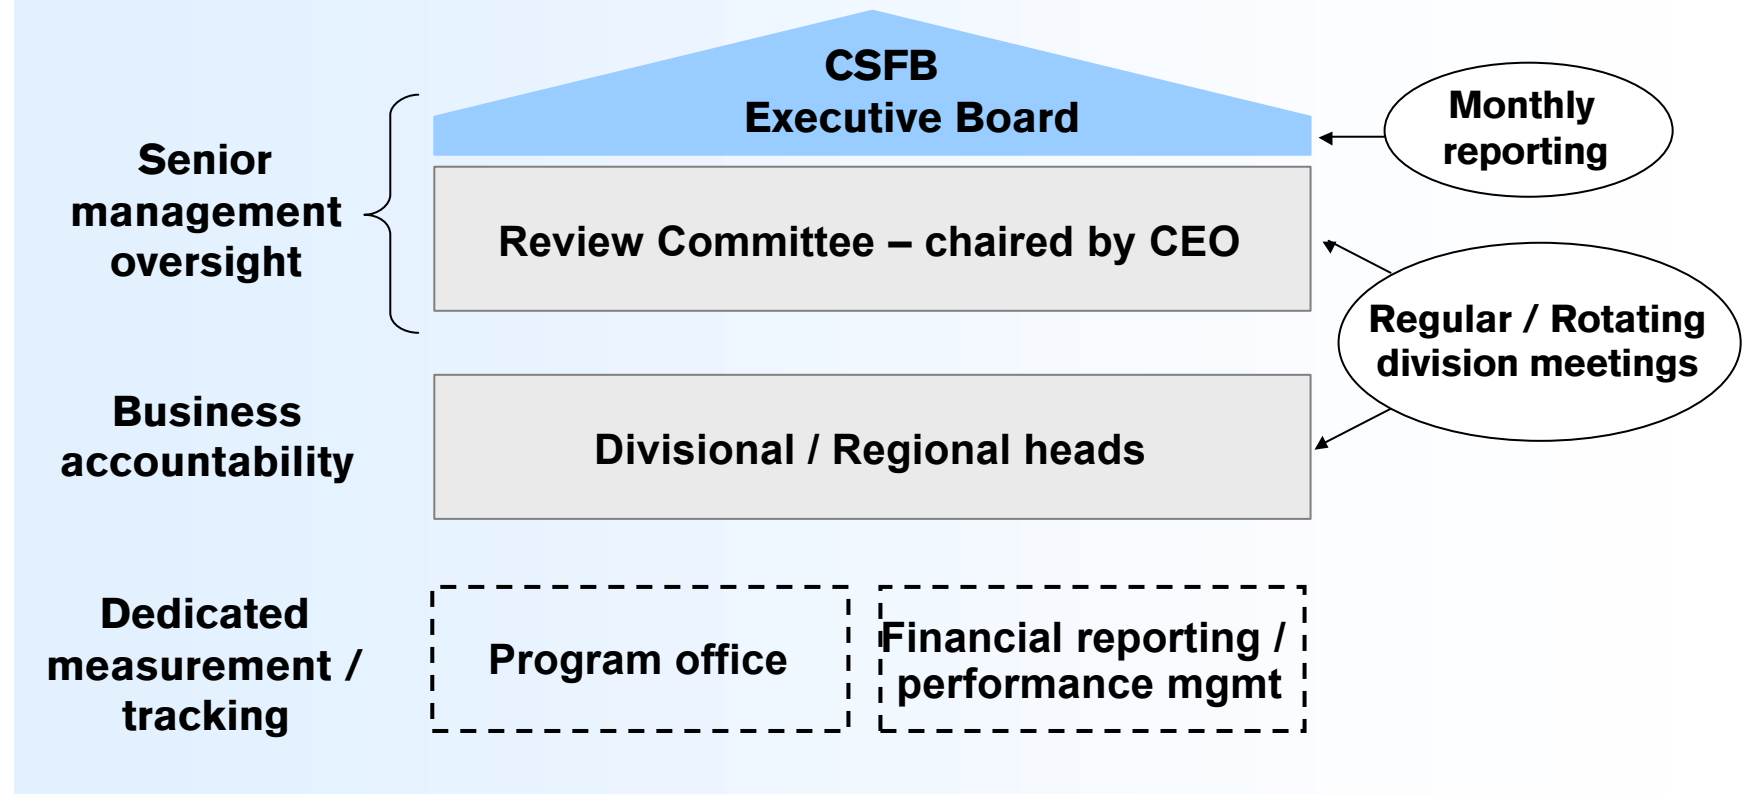 CSFB
Executive Board
Monthly
reporting
Senior
management
oversight
Review Committee – chaired by CEO
Regular / Rotating
division meetings
Business
accountability
Divisional / Regional heads
Dedicated
measurement /
tracking
Program office
Financial reporting /
performance mgmt